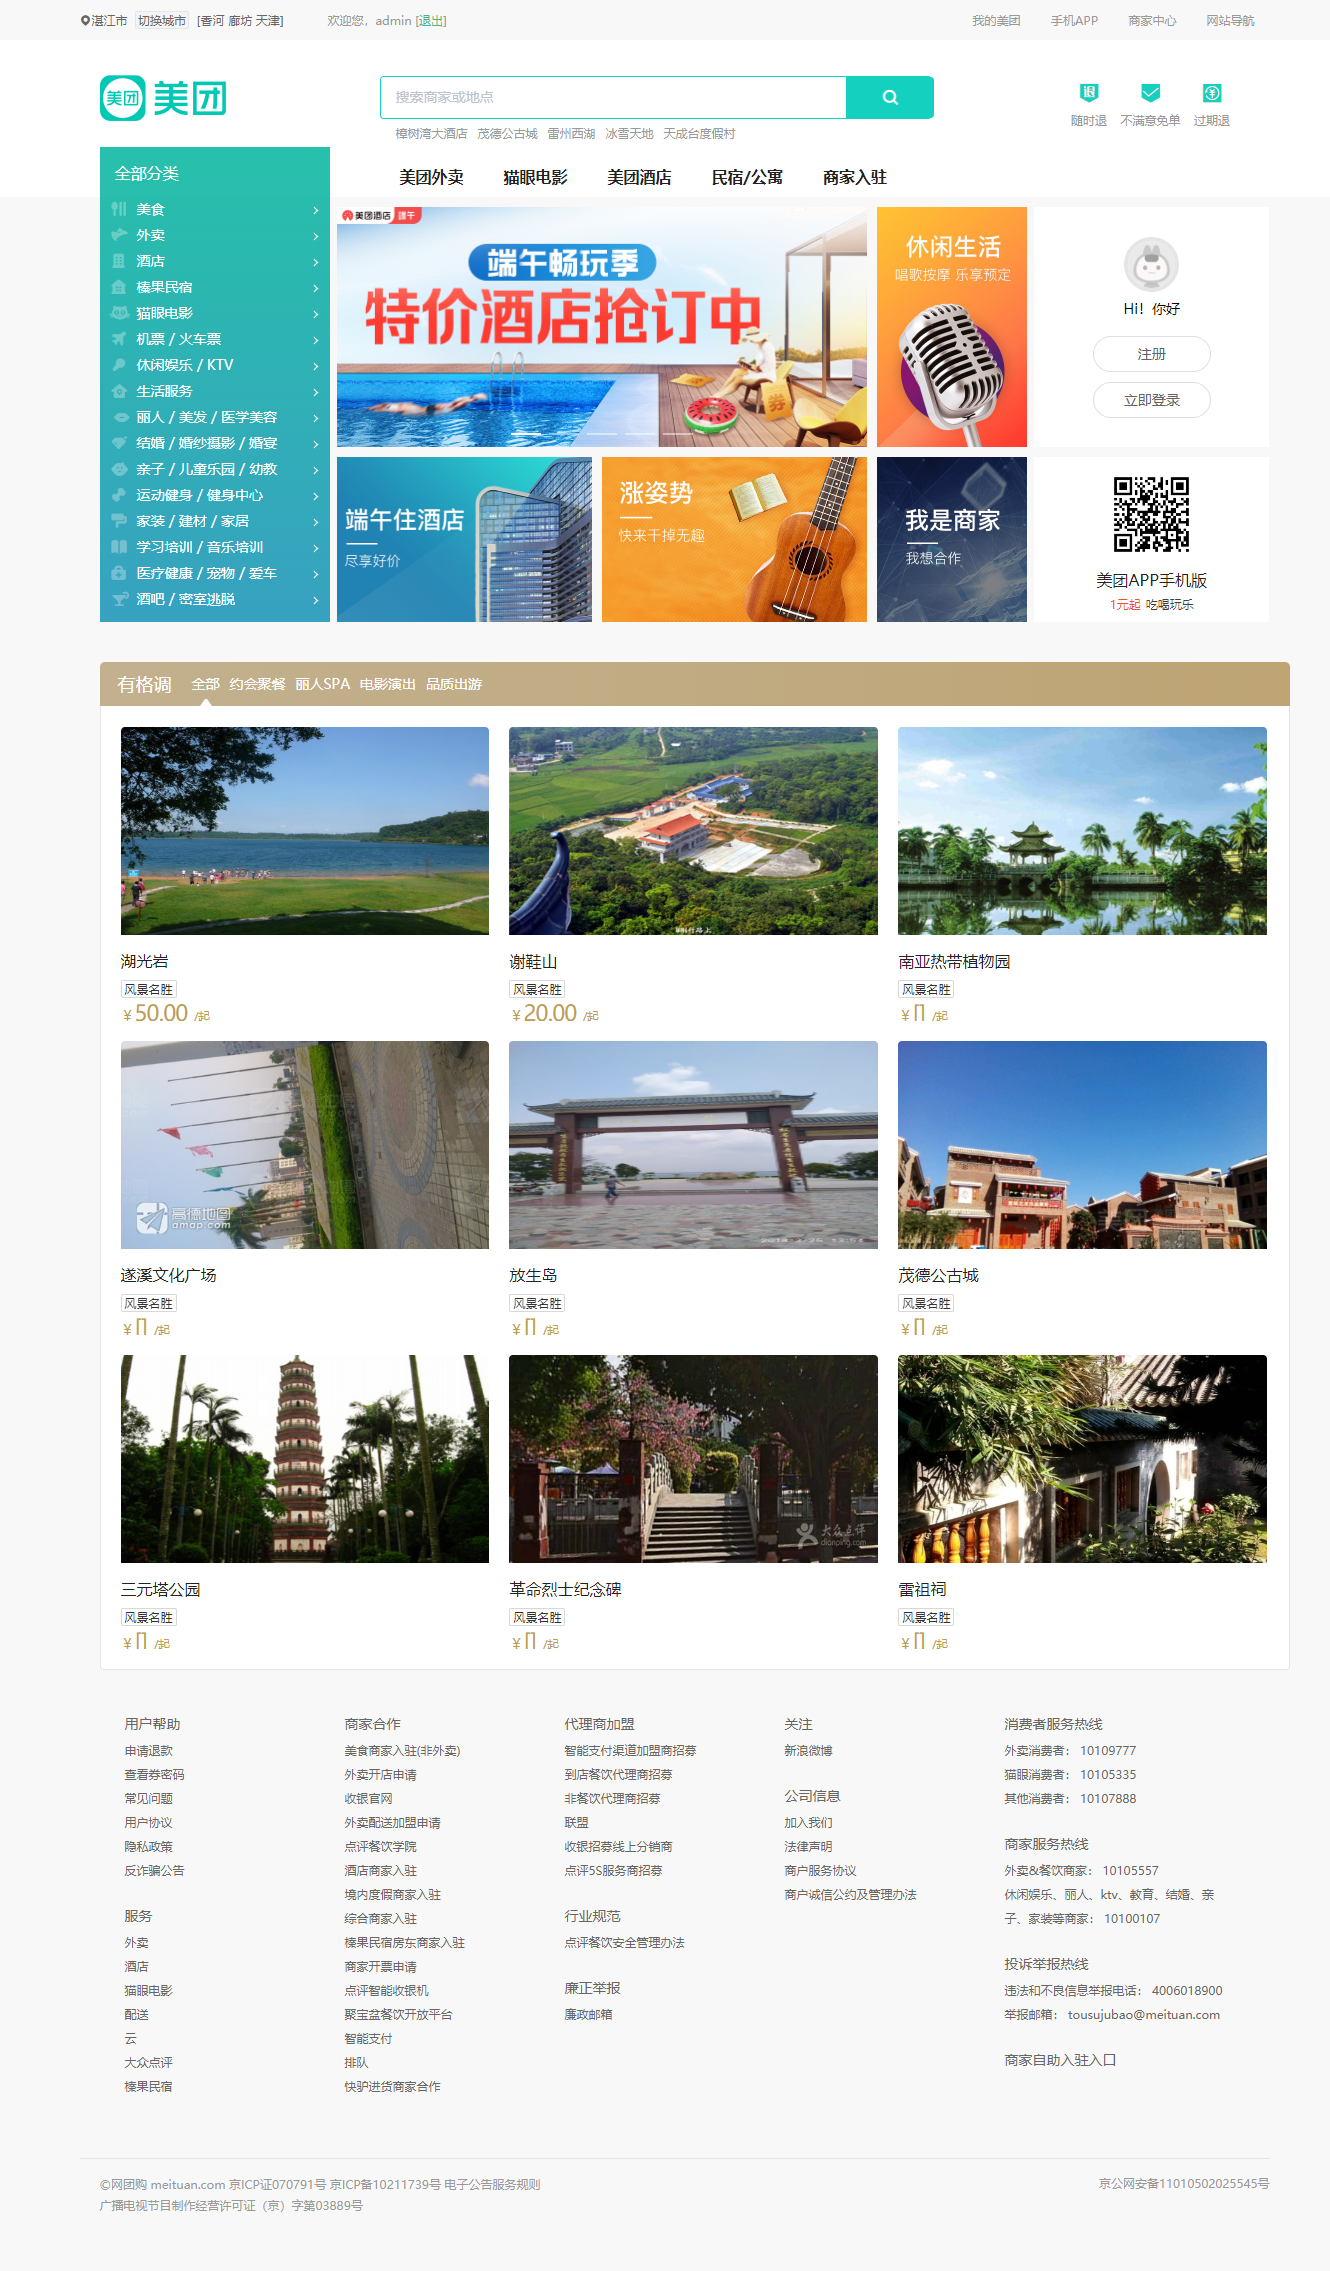 湛江市 切换城市 [香河 廊坊 天津] 欢迎您，admin [退出] 我的美团 手机APP 商家中心 网站导航
美团 美团
搜索商家或地点
樟树湾大酒店 茂德公古城 雷州西湖 冰雪天地 天成台度假村
退 随时退 不满意免单 过期退
全部分类 美团外卖 猫眼电影 美团酒店 民宿/公寓 商家入驻
美食
外卖
酒店
榛果民宿
猫眼电影
机票 / 火车票
休闲娱乐 / KTV
生活服务
丽人 / 美发 / 医学美容
结婚 / 婚纱摄影 / 婚宴
亲子 / 儿童乐园 / 幼教
运动健身 / 健身中心
家装 / 建材 / 家居
学习培训 / 音乐培训
医疗健康 / 宠物 / 爱车
酒吧 / 密室逃脱
美团酒店 端午
端午畅玩季
特价酒店抢订中
券
休闲生活
唱歌按摩 乐享预定
Hi！你好
注册
立即登录
端午住酒店
尽享好价
涨姿势
快来干掉无趣
我是商家
我想合作
美团APP手机版
1元起 吃喝玩乐
有格调 全部 约会聚餐 丽人SPA 电影演出 品质出游
湖光岩
风景名胜
¥50.00 /起
谢鞋山
风景名胜
¥20.00 /起
南亚热带植物园
风景名胜
¥[] /起
高德地图
amap.com
遂溪文化广场
风景名胜
¥[] /起
放生岛
风景名胜
¥[] /起
茂德公古城
风景名胜
¥[] /起
三元塔公园
风景名胜
¥[] /起
大众点评
dianping.com
革命烈士纪念碑
风景名胜
¥[] /起
雷祖祠
风景名胜
¥[] /起
用户帮助
申请退款
查看券密码
常见问题
用户协议
隐私政策
反诈骗公告
服务
外卖
酒店
猫眼电影
配送
云
大众点评
榛果民宿
商家合作
美食商家入驻(非外卖)
外卖开店申请
收银官网
外卖配送加盟申请
点评餐饮学院
酒店商家入驻
境内度假商家入驻
综合商家入驻
榛果民宿房东商家入驻
商家开票申请
点评智能收银机
聚宝盆餐饮开放平台
智能支付
排队
快驴进货商家合作
代理商加盟
智能支付渠道加盟商招募
到店餐饮代理商招募
非餐饮代理商招募
联盟
收银招募线上分销商
点评5S服务商招募
行业规范
点评餐饮安全管理办法
廉正举报
廉政邮箱
关注
新浪微博
公司信息
加入我们
法律声明
商户服务协议
商户诚信公约及管理办法
消费者服务热线
外卖消费者： 10109777
猫眼消费者： 10105335
其他消费者： 10107888
商家服务热线
外卖&餐饮商家： 10105557
休闲娱乐、丽人、ktv、教育、结婚、亲
子、家装等商家： 10100107
投诉举报热线
违法和不良信息举报电话： 4006018900
举报邮箱： tousujubao@meituan.com
商家自助入驻入口
©网团购 meituan.com 京ICP证070791号 京ICP备10211739号 电子公告服务规则
京公网安备11010502025545号
广播电视节目制作经营许可证（京）字第03889号